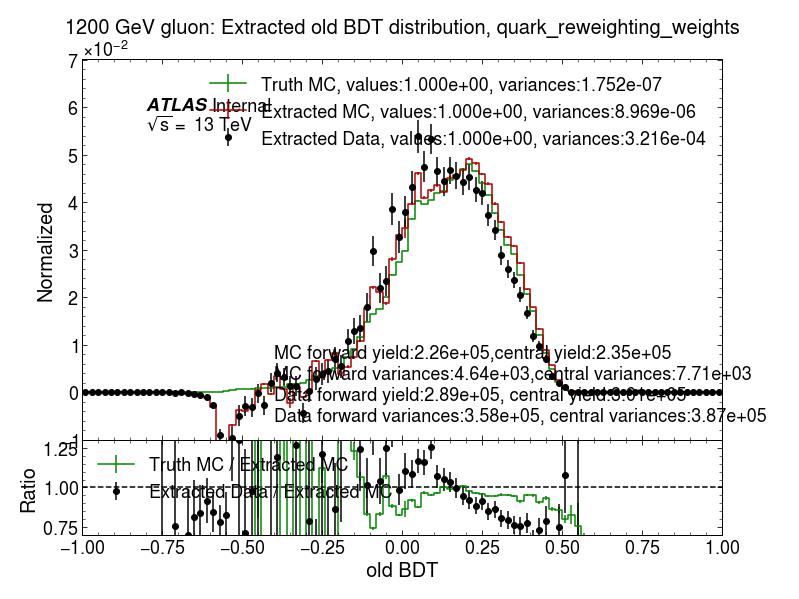 1200 GeV gluon: Extracted old BDT distribution, quark_reweighting_weights
×10⁻²
Truth MC, values:1.000e+00, variances:1.752e-07
Extracted MC, values:1.000e+00, variances:8.969e-06
Extracted Data, values:1.000e+00, variances:3.216e-04
ATLAS Internal
√s = 13 TeV
7
6
5
4
3
2
1
0
−1
Normalized
MC forward yield:2.26e+05,central yield:2.35e+05
MC forward variances:4.64e+03,central variances:7.71e+03
Data forward yield:2.89e+05, central
Data forward variances:3.58e+05, central variances:3.87e+05
1.25
1.00
0.75
Ratio
Truth MC / Extracted MC
Extracted Data / Extracted MC
−1.00 −0.75 −0.50 −0.25 0.00 0.25 0.50 0.75 1.00
old BDT